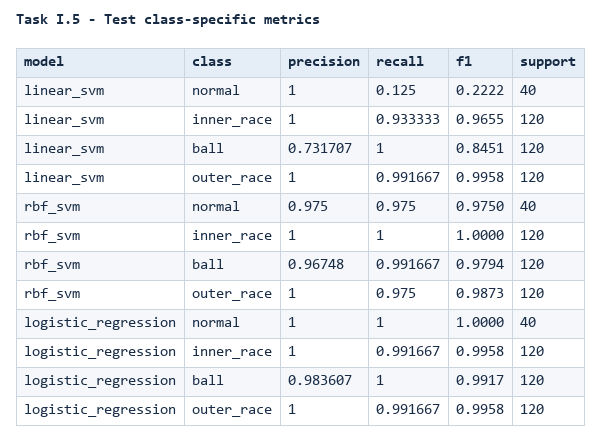 Task I.5 - Test class-specific metrics
model class precision recall f1 support
linear_svm normal 1 0.125 0.2222 40
linear_svm inner_race 1 0.933333 0.9655 120
linear_svm ball 0.731707 1 0.8451 120
linear_svm outer_race 1 0.991667 0.9958 120
rbf_svm normal 0.975 0.975 0.9750 40
rbf_svm inner_race 1 1 1.0000 120
rbf_svm ball 0.96748 0.991667 0.9794 120
rbf_svm outer_race 1 0.975 0.9873 120
logistic_regression normal 1 1 1.0000 40
logistic_regression inner_race 1 0.991667 0.9958 120
logistic_regression ball 0.983607 1 0.9917 120
logistic_regression outer_race 1 0.991667 0.9958 120